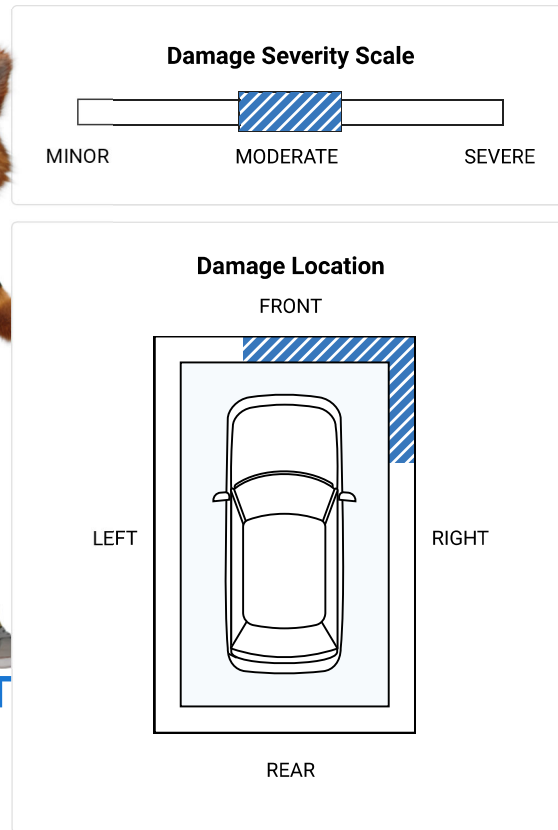 Damage Severity Scale
MINOR MODERATE SEVERE
Damage Location
FRONT
LEFT RIGHT
REAR